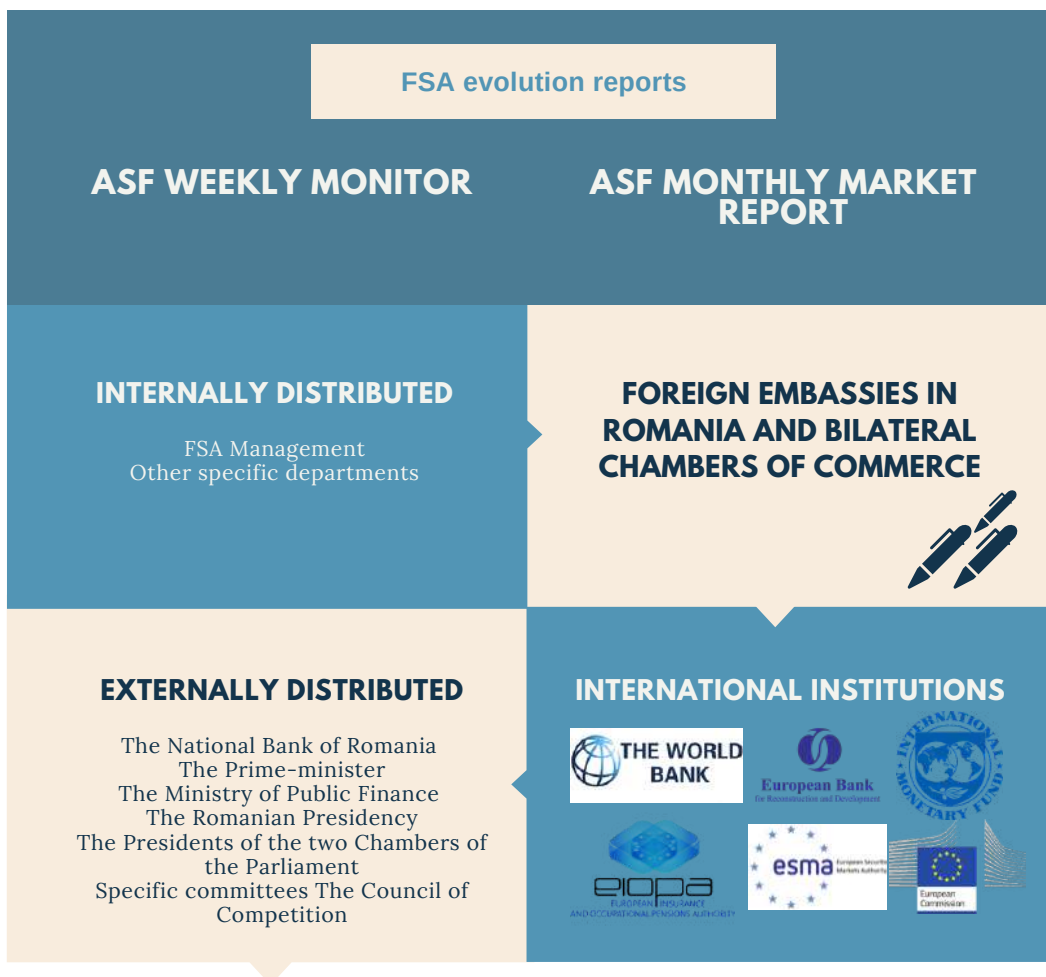 FSA evolution reports
ASF WEEKLY MONITOR
ASF MONTHLY MARKET
REPORT
INTERNALLY DISTRIBUTED
FSA Management
Other specific departments
FOREIGN EMBASSIES IN
ROMANIA AND BILATERAL
CHAMBERS OF COMMERCE
EXTERNALLY DISTRIBUTED
The National Bank of Romania
The Prime-minister
The Ministry of Public Finance
The Romanian Presidency
The Presidents of the two Chambers of
the Parliament
Specific committees The Council of
Competition
INTERNATIONAL INSTITUTIONS
THE WORLD
BANK
European Bank
for Reconstruction and Development
INTERNATIONAL
MONETARY FUND
eiopa
EUROPEAN INSURANCE
AND OCCUPATIONAL PENSIONS AUTHORITY
esma
European Securities
Markets Authority
European
Commission